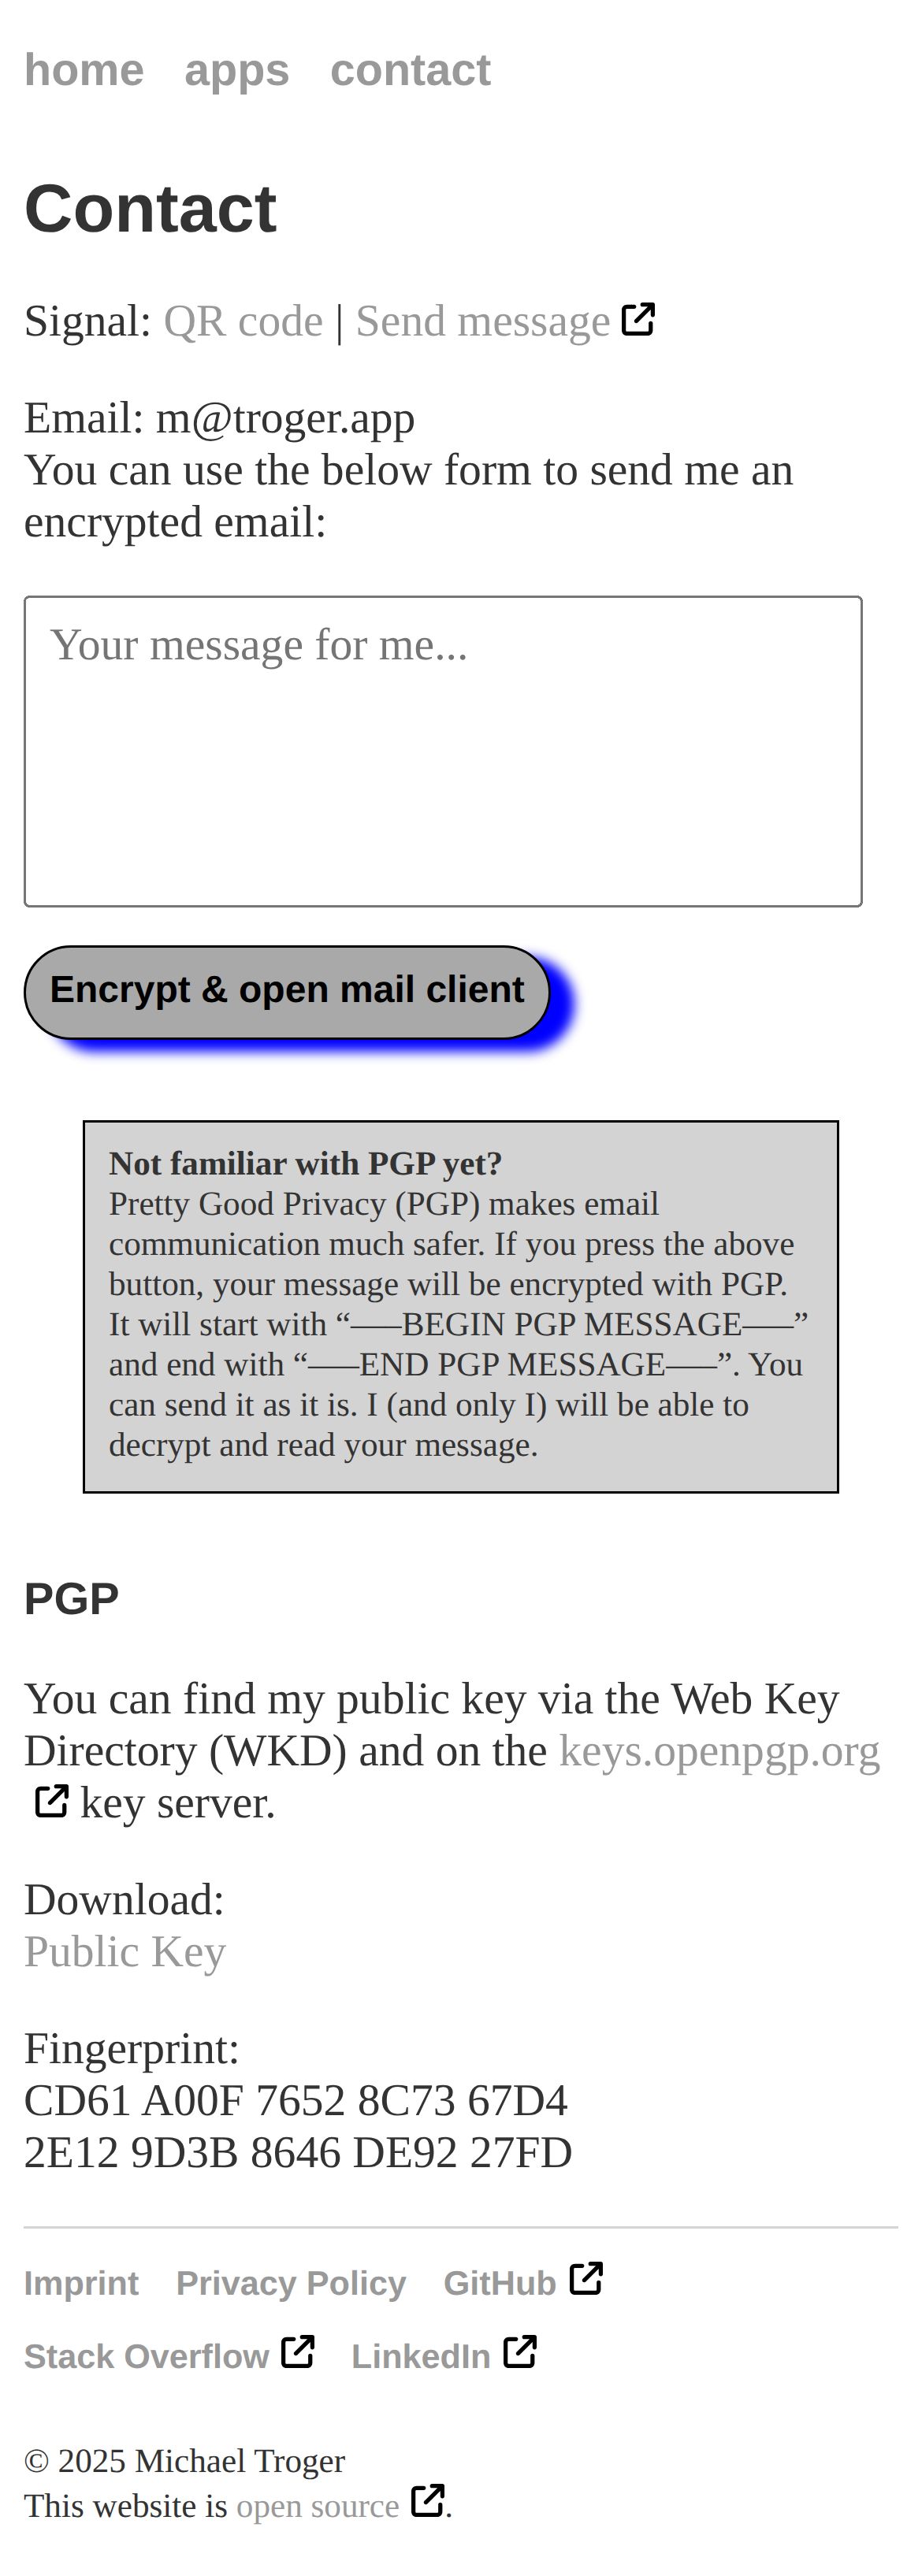 home apps contact
Contact
Signal: QR code | Send message
Email: m@troger.app
You can use the below form to send me an
encrypted email:
Your message for me...
Encrypt & open mail client
Not familiar with PGP yet?
Pretty Good Privacy (PGP) makes email
communication much safer. If you press the above
button, your message will be encrypted with PGP.
It will start with “—–BEGIN PGP MESSAGE—–”
and end with “—–END PGP MESSAGE—–”. You
can send it as it is. I (and only I) will be able to
decrypt and read your message.
PGP
You can find my public key via the Web Key
Directory (WKD) and on the keys.openpgp.org
key server.
Download:
Public Key
Fingerprint:
CD61 A00F 7652 8C73 67D4
2E12 9D3B 8646 DE92 27FD
Imprint Privacy Policy GitHub
Stack Overflow LinkedIn
© 2025 Michael Troger
This website is open source.